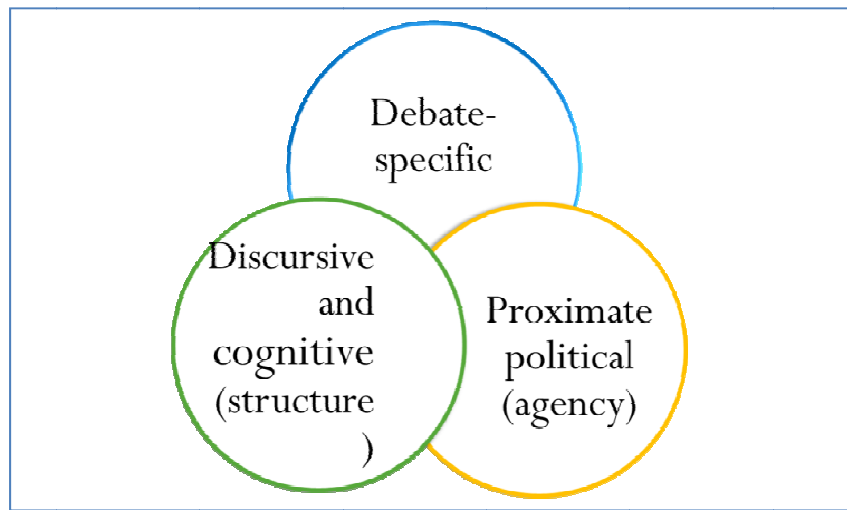 Debate-
specific
Discursive
and
cognitive
(structure
)
Proximate
political
(agency)